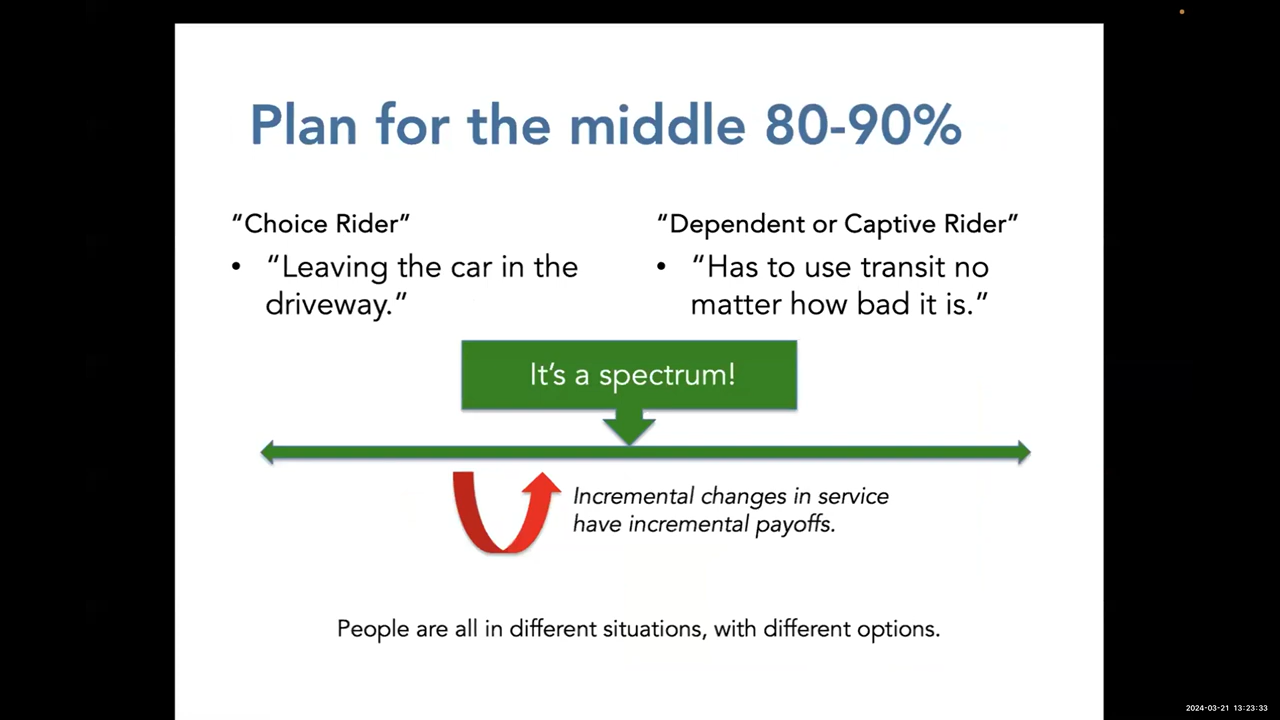 Plan for the middle 80-90%
“Choice Rider”
• “Leaving the car in the
driveway.”
“Dependent or Captive Rider”
• “Has to use transit no
matter how bad it is.”
It’s a spectrum!
Incremental changes in service
have incremental payoffs.
People are all in different situations, with different options.
2024-03-21 13:23:33